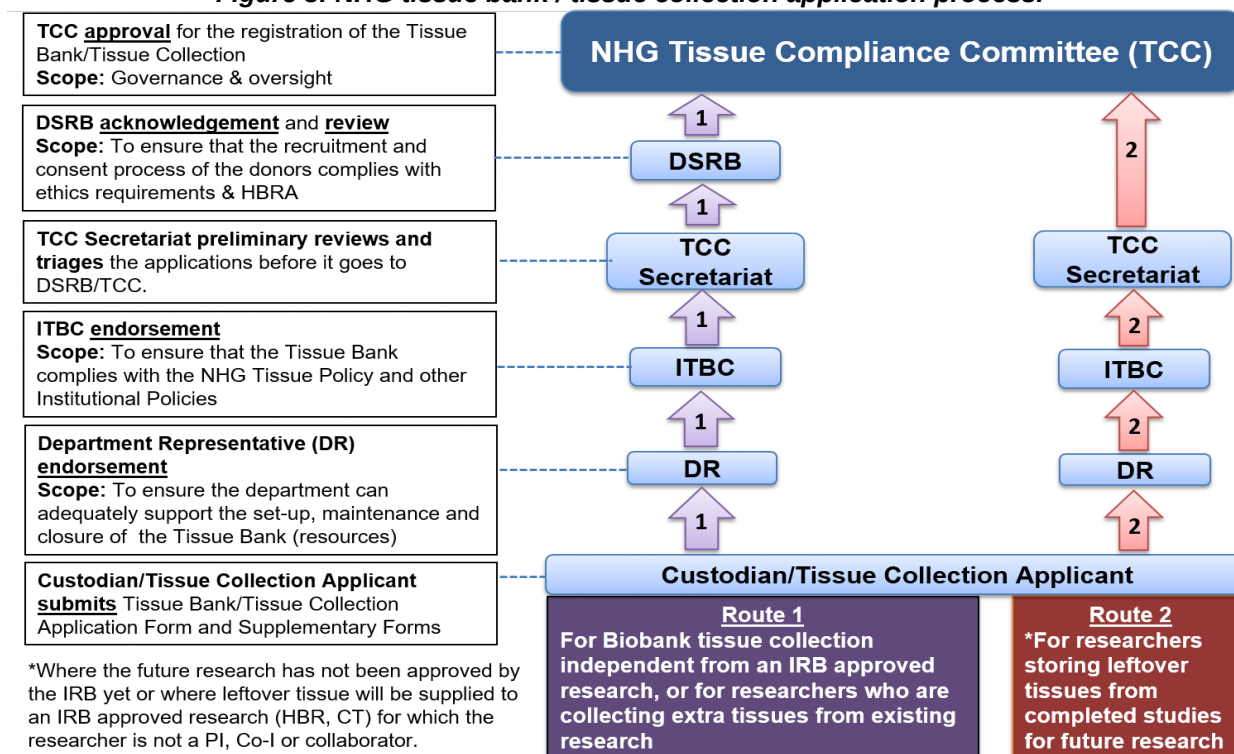 Figure 3. NHG tissue bank / tissue collection application process.
TCC approval for the registration of the Tissue
Bank/Tissue Collection
Scope: Governance & oversight
NHG Tissue Compliance Committee (TCC)
DSRB acknowledgement and review
Scope: To ensure that the recruitment and
consent process of the donors complies with
ethics requirements & HBRA
1
2
DSRB
1
TCC Secretariat preliminary reviews and
triages the applications before it goes to
DSRB/TCC.
TCC
Secretariat
TCC
Secretariat
ITBC endorsement
Scope: To ensure that the Tissue Bank
complies with the NHG Tissue Policy and other
Institutional Policies
1
2
ITBC
ITBC
Department Representative (DR)
endorsement
Scope: To ensure the department can
adequately support the set-up, maintenance and
closure of the Tissue Bank (resources)
1
2
DR
DR
1
2
Custodian/Tissue Collection Applicant
submits Tissue Bank/Tissue Collection
Application Form and Supplementary Forms
Custodian/Tissue Collection Applicant
Route 1
For Biobank tissue collection
independent from an IRB approved
research, or for researchers who are
collecting extra tissues from existing
research
Route 2
*For researchers
storing leftover
tissues from
completed studies
for future research
*Where the future research has not been approved by
the IRB yet or where leftover tissue will be supplied to
an IRB approved research (HBR, CT) for which the
researcher is not a PI, Co-I or collaborator.